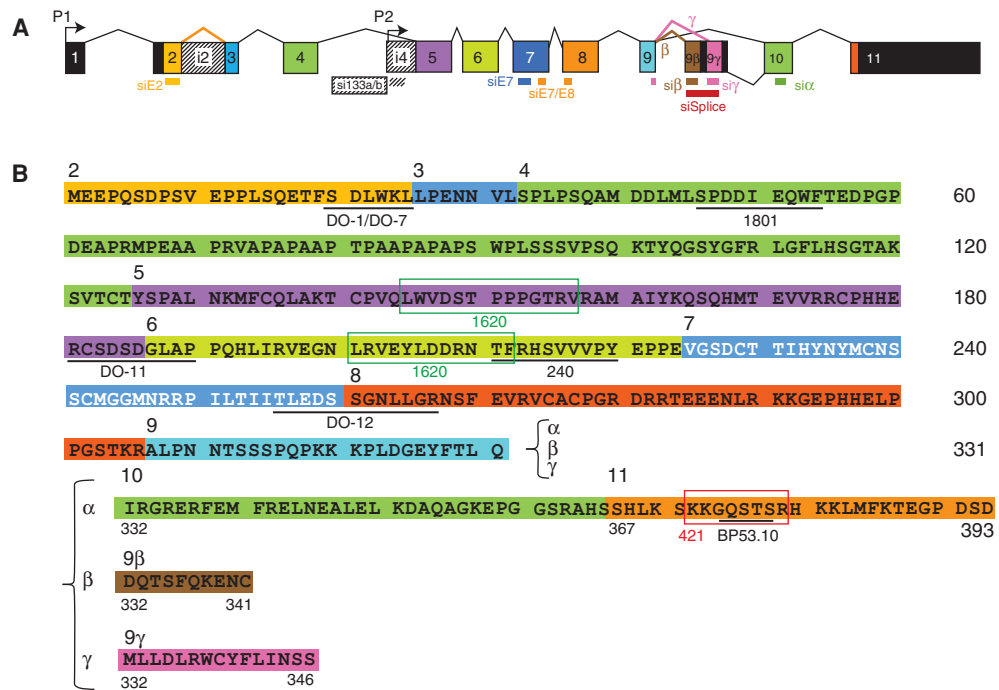 A
P1
P2
γ
1
2
i2
3
4
i4
5
6
7
8
9
β
9β
9γ
10
11
siE2
si133a/b
siE7
siE7/E8
siβ
siγ
siα
siSplice
B
2 3 4
MEEPQSDPSV EPPLSQETFS DLWKLLPENN VLSPLPSQAM DDLMLSPDDI EQWFTEDPGP 60
DO-1/DO-7 1801
DEAPRMPEAA PRVAPAPAAP TPAAPAPAPS WPLSSSVPSQ KTYQGSYGFR LGFLHSGTAK 120
5
SVTCTYSPAL NKMFCQLAKT CPVQLWVDST PPPGTRVRAM AIYKQSQHMT EVVRRCPHHE 180
1620
6 7
RCSDSDGLAP PQHLIRVEGN LRVEYLDDRN TFRHSVVVPY EPPEVGSDCT TIHYNYMCNS 240
DO-11 1620 240
8
SCMGGMNRRP ILTIITLEDS SGNLLGRNSF EVRVCACPGR DRRTEEENLR KKGEPHHELP 300
DO-12
9
PGSTKRALPN NTSSSPQPKK KPLDGEYFTL Q 331
α
β
γ
10 11
α IRGRERFEM FRELNEALEL KDAQAGKEPG GSRAHSSHLK SKKGQSTSRH KKLMFKTEGP DSD
332 367 421 BP53.10 393
9β
β DQTSFQKENC
332 341
9γ
γ MLLDLRWCYFLINSS
332 346